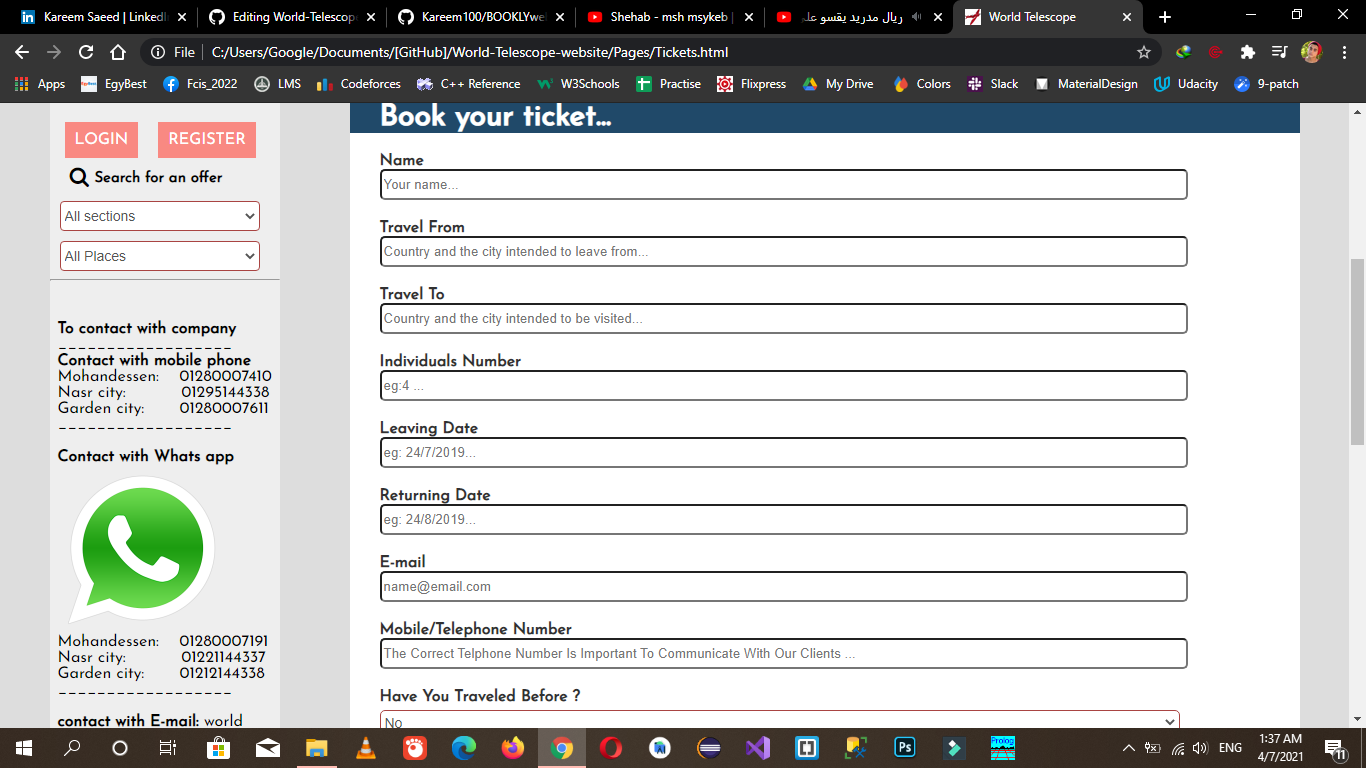 Kareem Saeed | LinkedI
Editing World-Telescope
Kareem100/BOOKLYwe
Shehab - msh msykeb |
ريال مدريد يقسو علـ
World Telescope
File
C:/Users/Google/Documents/[GitHub]/World-Telescope-website/Pages/Tickets.html
Apps
EgyBest
Fcis_2022
LMS
Codeforces
C++ Reference
W3Schools
Practise
Flixpress
My Drive
Colors
Slack
MaterialDesign
Udacity
9-patch
LOGIN
REGISTER
Search for an offer
All sections
All Places
To contact with company
------------------
Contact with mobile phone
Mohandessen: 01280007410
Nasr city: 01295144338
Garden city: 01280007611
------------------
Contact with Whats app
Mohandessen: 01280007191
Nasr city: 01221144337
Garden city: 01212144338
------------------
contact with E-mail: world
Book your ticket...
Name
Your name...
Travel From
Country and the city intended to leave from...
Travel To
Country and the city intended to be visited...
Individuals Number
eg:4 ...
Leaving Date
eg: 24/7/2019...
Returning Date
eg: 24/8/2019...
E-mail
name@email.com
Mobile/Telephone Number
The Correct Telphone Number Is Important To Communicate With Our Clients ...
Have You Traveled Before ?
No
Ps
Prolog
ENG
1:37 AM
4/7/2021
11